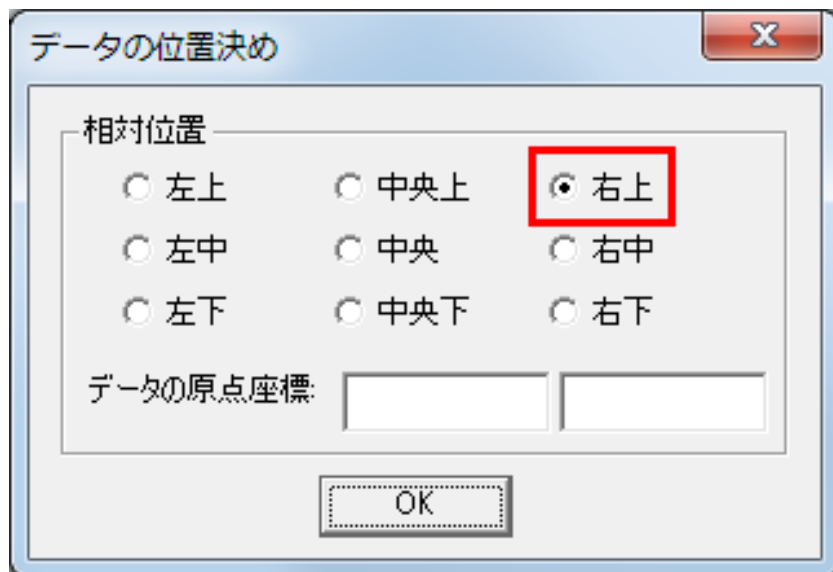 データの位置決め
相対位置
左上 中央上 右上
左中 中央 右中
左下 中央下 右下
データの原点座標:
OK